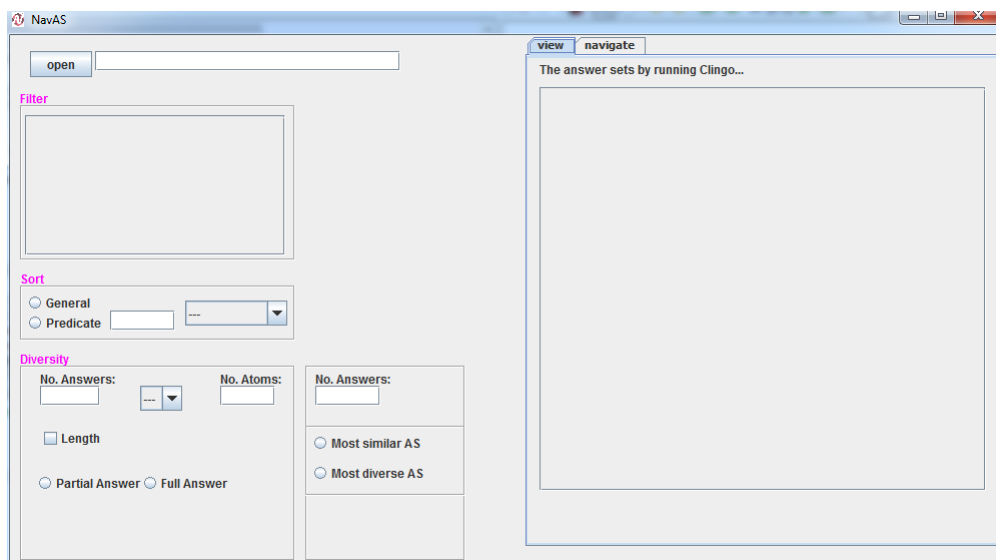 NavAS
open
view navigate
The answer sets by running Clingo...
Filter
Sort
General
Predicate
---
Diversity
No. Answers: No. Atoms:
---
Length
Partial Answer Full Answer
No. Answers:
Most similar AS
Most diverse AS